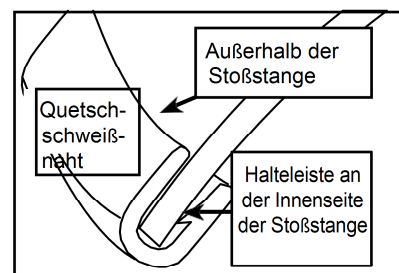 Außerhalb der
Stoßstange
Quetsch-
schweiß-
naht
Halteleiste an
der Innenseite
der Stoßstange